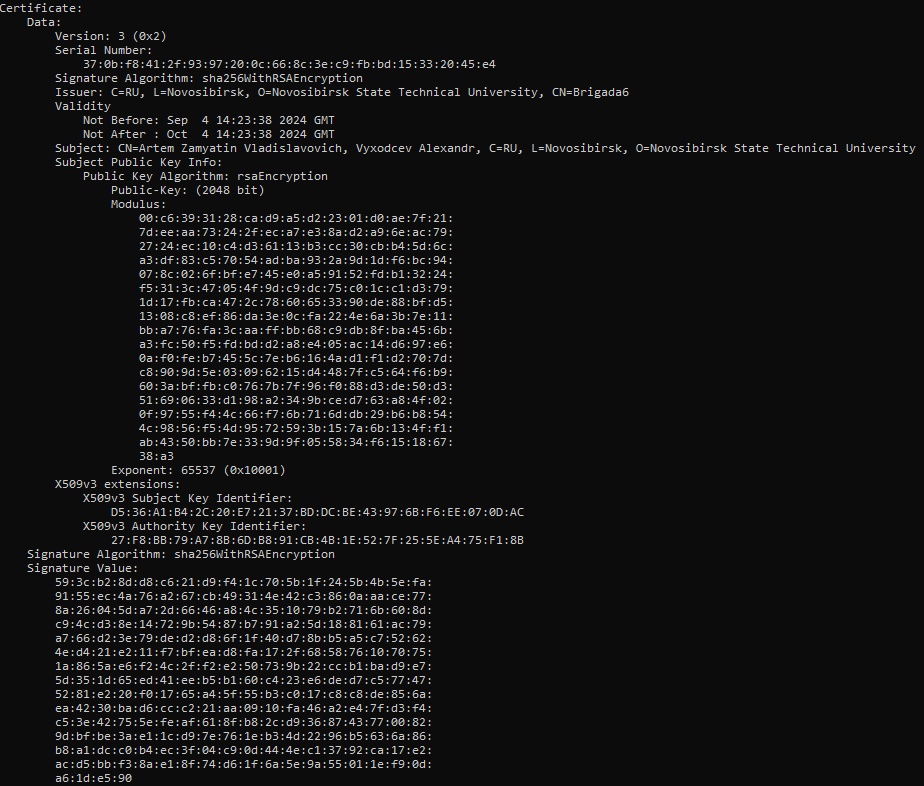 Certificate:
    Data:
        Version: 3 (0x2)
        Serial Number:
            37:0b:f8:41:2f:93:97:20:0c:66:8c:3e:c9:fb:bd:15:33:20:45:e4
        Signature Algorithm: sha256WithRSAEncryption
        Issuer: C=RU, L=Novosibirsk, O=Novosibirsk State Technical University, CN=Brigada6
        Validity
            Not Before: Sep  4 14:23:38 2024 GMT
            Not After : Oct  4 14:23:38 2024 GMT
        Subject: CN=Artem Zamyatin Vladislavovich, Vyxodcev Alexandr, C=RU, L=Novosibirsk, O=Novosibirsk State Technical University
        Subject Public Key Info:
            Public Key Algorithm: rsaEncryption
                Public-Key: (2048 bit)
                Modulus:
                    00:c6:39:31:28:ca:d9:a5:d2:23:01:d0:ae:7f:21:
                    7d:ee:aa:73:24:2f:ec:a7:e3:8a:d2:a9:6e:ac:79:
                    27:24:ec:10:c4:d3:61:13:b3:cc:30:cb:b4:5d:6c:
                    a3:df:83:c5:70:54:ad:ba:93:2a:9d:1d:f6:bc:94:
                    07:8c:02:6f:bf:e7:45:e0:a5:91:52:fd:b1:32:24:
                    f5:31:3c:47:05:4f:9d:c9:dc:75:c0:1c:c1:d3:79:
                    1d:17:fb:ca:47:2c:78:60:65:33:90:de:88:bf:d5:
                    13:08:c8:ef:86:da:3e:0c:fa:22:4e:6a:3b:7e:11:
                    bb:a7:76:fa:3c:aa:ff:bb:68:c9:db:8f:ba:45:6b:
                    a3:fc:50:f5:fd:bd:d2:a8:e4:05:ac:14:d6:97:e6:
                    0a:f0:fe:b7:45:5c:7e:b6:16:4a:d1:f1:d2:70:7d:
                    c8:90:9d:5e:03:09:62:15:d4:48:7f:c5:64:f6:b9:
                    60:3a:bf:fb:c0:76:7b:7f:96:f0:88:d3:de:50:d3:
                    51:69:06:33:d1:98:a2:34:9b:ce:d7:63:a8:4f:02:
                    0f:97:55:f4:4c:66:f7:6b:71:6d:db:29:b6:b8:54:
                    4c:98:56:f5:4d:95:72:59:3b:15:7a:6b:13:4f:f1:
                    ab:43:50:bb:7e:33:9d:9f:05:58:34:f6:15:18:67:
                    38:a3
                Exponent: 65537 (0x10001)
        X509v3 extensions:
            X509v3 Subject Key Identifier:
                D5:36:A1:B4:2C:20:E7:21:37:BD:DC:BE:43:97:6B:F6:EE:07:0D:AC
            X509v3 Authority Key Identifier:
                27:F8:BB:79:A7:8B:6D:B8:91:CB:4B:1E:52:7F:25:5E:A4:75:F1:8B
    Signature Algorithm: sha256WithRSAEncryption
    Signature Value:
        59:3c:b2:8d:d8:c6:21:d9:f4:1c:70:5b:1f:24:5b:4b:5e:fa:
        91:55:ec:4a:76:a2:67:cb:49:31:4e:42:c3:86:0a:aa:ce:77:
        8a:26:04:5d:a7:2d:66:46:a8:4c:35:10:79:b2:71:6b:60:8d:
        c9:4c:d3:8e:14:72:9b:54:87:b7:91:a2:5d:18:81:61:ac:79:
        a7:66:d2:3e:79:de:d2:d8:6f:1f:40:d7:8b:b5:a5:c7:52:62:
        4e:d4:21:e2:11:f7:bf:ea:d8:fa:17:2f:68:58:76:10:70:75:
        1a:86:5a:e6:f2:4c:2f:f2:e2:50:73:9b:22:cc:b1:ba:d9:e7:
        5d:35:1d:65:ed:41:ee:b5:b1:60:c4:23:e6:de:d7:c5:77:47:
        52:81:e2:20:f0:17:65:a4:5f:55:b3:c0:17:c8:c8:de:85:6a:
        ea:42:30:ba:d6:cc:c2:21:aa:09:10:fa:46:a2:e4:7f:d3:f4:
        c5:3e:42:75:5e:fe:af:61:8f:b8:2c:d9:36:87:43:77:00:82:
        9d:bf:be:3a:e1:1c:d9:7e:76:1e:b3:4d:22:96:b5:63:6a:86:
        b8:a1:dc:c0:b4:ec:3f:04:c9:0d:44:4e:c1:37:92:ca:17:e2:
        ac:d5:bb:f3:8a:e1:8f:74:d6:1f:6a:5e:9a:55:01:1e:f9:0d:
        a6:1d:e5:90